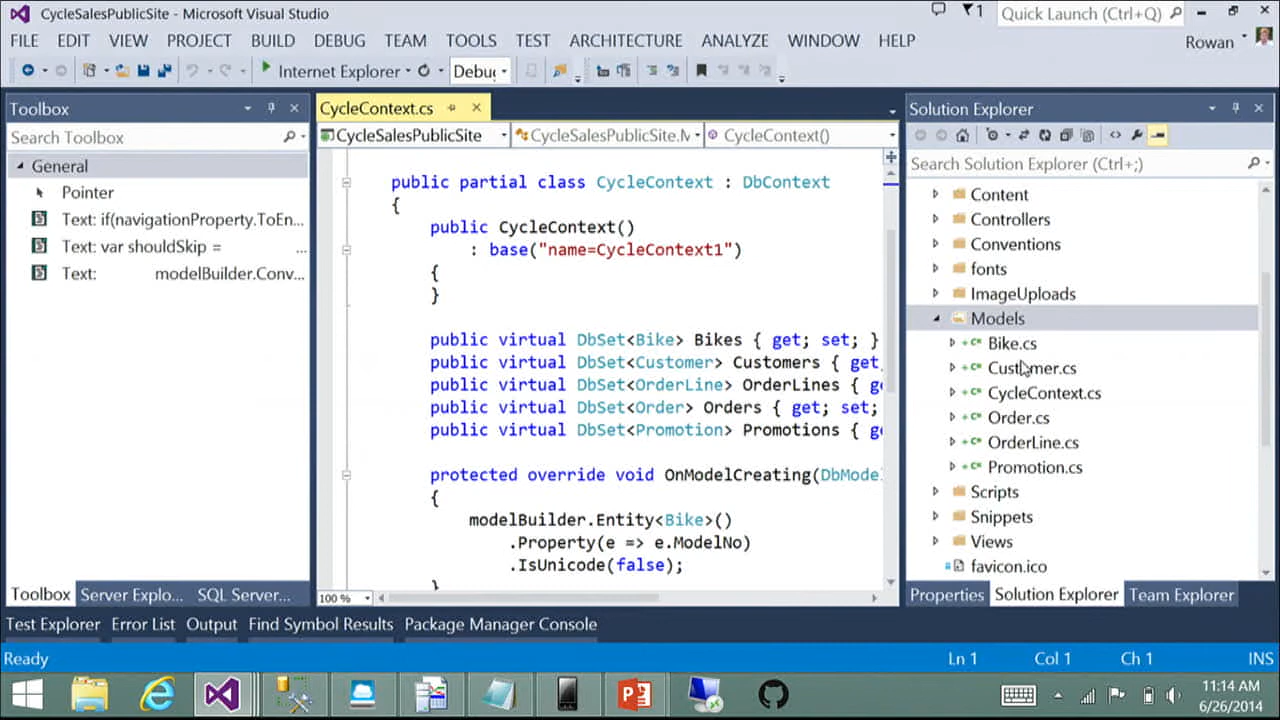 CycleSalesPublicSite - Microsoft Visual Studio
1
Quick Launch (Ctrl+Q)
FILE EDIT VIEW PROJECT BUILD DEBUG TEAM TOOLS TEST ARCHITECTURE ANALYZE WINDOW HELP
Rowan
Internet Explorer
Debu
Toolbox
Search Toolbox
General
Pointer
Text: if(navigationProperty.ToEn...
Text: var shouldSkip = ...
Text: modelBuilder.Conv...
Toolbox Server Explo... SQL Server...
CycleContext.cs
CycleSalesPublicSite
CycleSalesPublicSite.M
CycleContext()
public partial class CycleContext : DbContext
{
public CycleContext()
: base("name=CycleContext1")
{
}
public virtual DbSet<Bike> Bikes { get; set; }
public virtual DbSet<Customer> Customers { get
public virtual DbSet<OrderLine> OrderLines { g
public virtual DbSet<Order> Orders { get; set;
public virtual DbSet<Promotion> Promotions { g
protected override void OnModelCreating(DbMode
{
modelBuilder.Entity<Bike>()
.Property(e => e.ModelNo)
.IsUnicode(false);
}
100 %
Solution Explorer
Search Solution Explorer (Ctrl+;)
Content
Controllers
Conventions
fonts
ImageUploads
Models
C# Bike.cs
C# Customer.cs
C# CycleContext.cs
C# Order.cs
C# OrderLine.cs
C# Promotion.cs
Scripts
Snippets
Views
favicon.ico
Properties Solution Explorer Team Explorer
Test Explorer Error List Output Find Symbol Results Package Manager Console
Ready
Ln 1 Col 1 Ch 1 INS
11:14 AM
6/26/2014